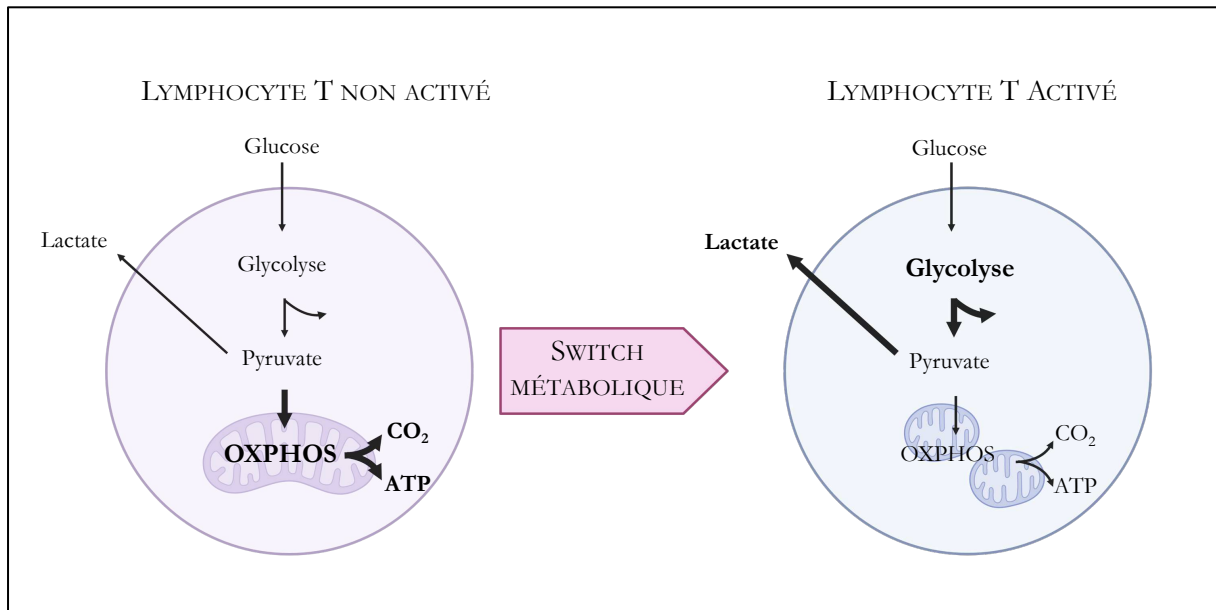 LYMPHOCYTE T NON ACTIVÉ
Glucose
Lactate
Glycolyse
Pyruvate
OXPHOS
CO₂
ATP
SWITCH
MÉTABOLIQUE
LYMPHOCYTE T ACTIVÉ
Glucose
Lactate
Glycolyse
Pyruvate
OXPHOS
CO₂
ATP